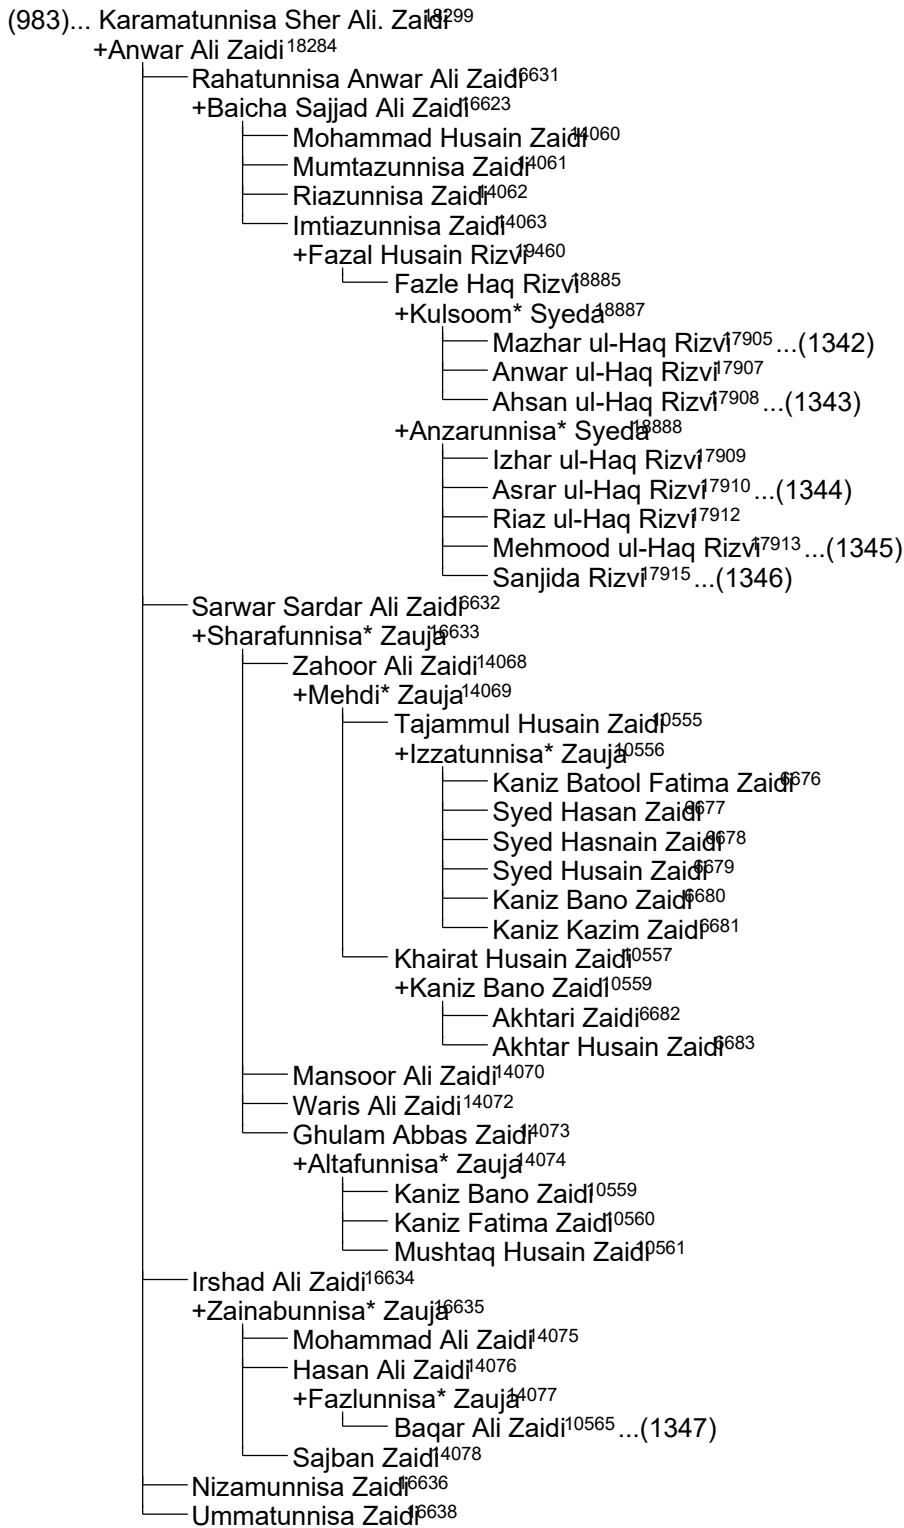 (983)... Karamatunnisa Sher Ali. Zaidi18299
+Anwar Ali Zaidi18284
Rahatunnisa Anwar Ali Zaidi16631
+Baicha Sajjad Ali Zaidi16623
Mohammad Husain Zaidi14060
Mumtazunnisa Zaidi14061
Riazunnisa Zaidi14062
Imtiazunnisa Zaidi14063
+Fazal Husain Rizvi19460
Fazle Haq Rizvi18885
+Kulsoom* Syeda18887
Mazhar ul-Haq Rizvi17905 ...(1342)
Anwar ul-Haq Rizvi17907
Ahsan ul-Haq Rizvi17908 ...(1343)
+Anzarunnisa* Syeda18888
Izhar ul-Haq Rizvi17909
Asrar ul-Haq Rizvi17910 ...(1344)
Riaz ul-Haq Rizvi17912
Mehmood ul-Haq Rizvi17913 ...(1345)
Sanjida Rizvi17915 ...(1346)
Sarwar Sardar Ali Zaidi16632
+Sharafunnisa* Zauja16633
Zahoor Ali Zaidi14068
+Mehdi* Zauja14069
Tajammul Husain Zaidi10555
+Izzatunnisa* Zauja10556
Kaniz Batool Fatima Zaidi6676
Syed Hasan Zaidi6677
Syed Hasnain Zaidi6678
Syed Husain Zaidi6679
Kaniz Bano Zaidi6680
Kaniz Kazim Zaidi6681
Khairat Husain Zaidi10557
+Kaniz Bano Zaidi10559
Akhtari Zaidi6682
Akhtar Husain Zaidi6683
Mansoor Ali Zaidi14070
Waris Ali Zaidi14072
Ghulam Abbas Zaidi14073
+Altafunnisa* Zauja14074
Kaniz Bano Zaidi10559
Kaniz Fatima Zaidi10560
Mushtaq Husain Zaidi10561
Irshad Ali Zaidi16634
+Zainabunnisa* Zauja16635
Mohammad Ali Zaidi14075
Hasan Ali Zaidi14076
+Fazlunnisa* Zauja14077
Baqar Ali Zaidi10565 ...(1347)
Sajban Zaidi14078
Nizamunnisa Zaidi16636
Ummatunnisa Zaidi16638